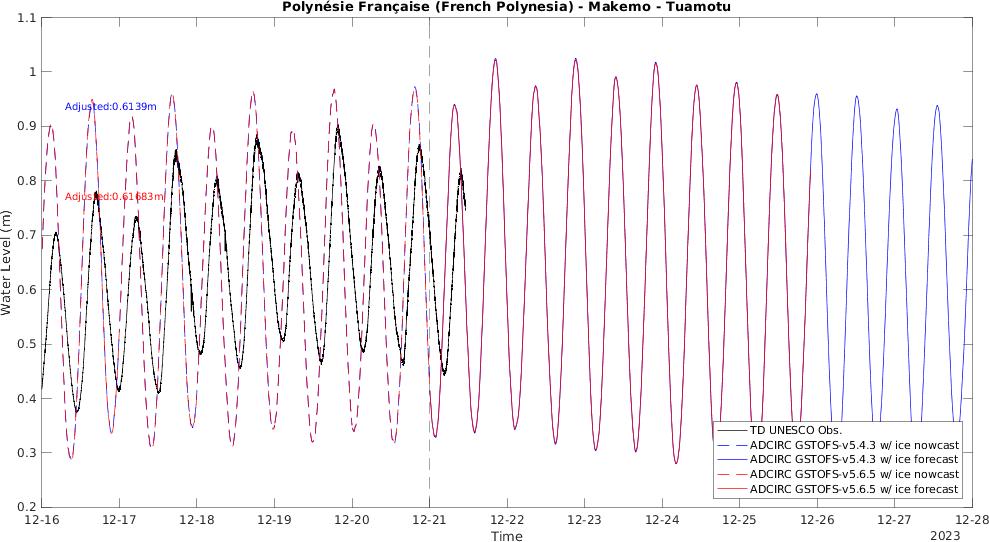 Polynésie Française (French Polynesia) - Makemo - Tuamotu
Water Level (m)
1.1
1
0.9
0.8
0.7
0.6
0.5
0.4
0.3
0.2
Adjusted:0.6139m
Adjusted:0.61683m
TD UNESCO Obs.
ADCIRC GSTOFS-v5.4.3 w/ ice nowcast
ADCIRC GSTOFS-v5.4.3 w/ ice forecast
ADCIRC GSTOFS-v5.6.5 w/ ice nowcast
ADCIRC GSTOFS-v5.6.5 w/ ice forecast
12-16 12-17 12-18 12-19 12-20 12-21 12-22 12-23 12-24 12-25 12-26 12-27 12-28
Time
2023